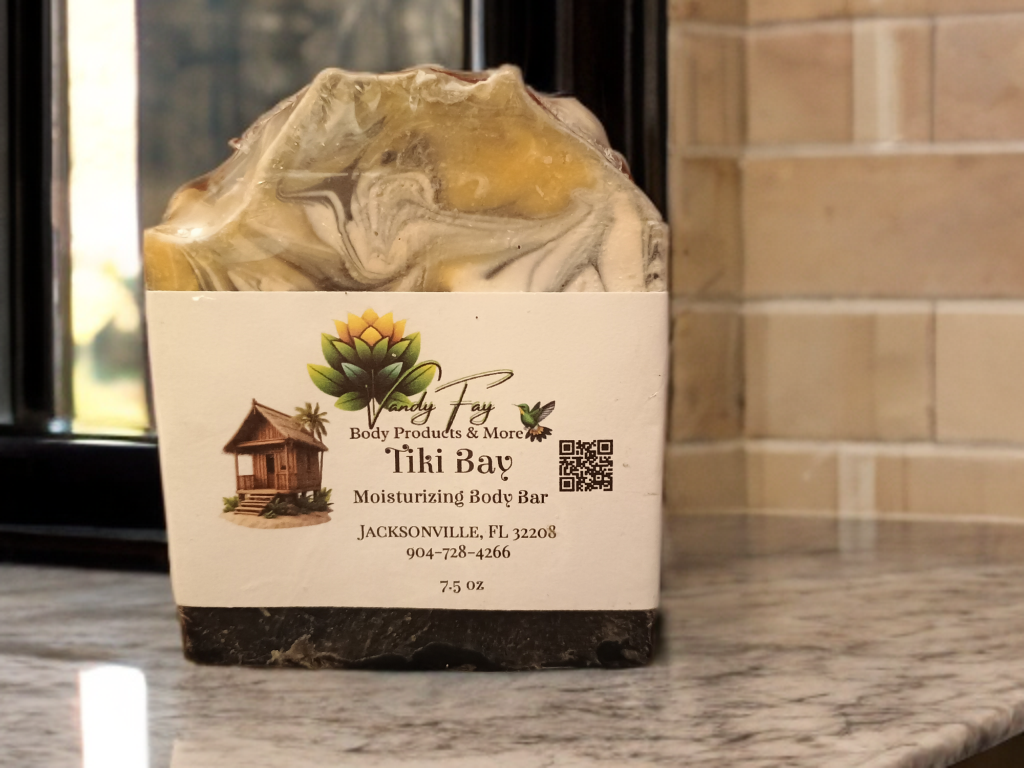 Vandy Fay
Body Products & More
Tiki Bay
Moisturizing Body Bar
Jacksonville, FL 32208
904-728-4266
7.5 oz